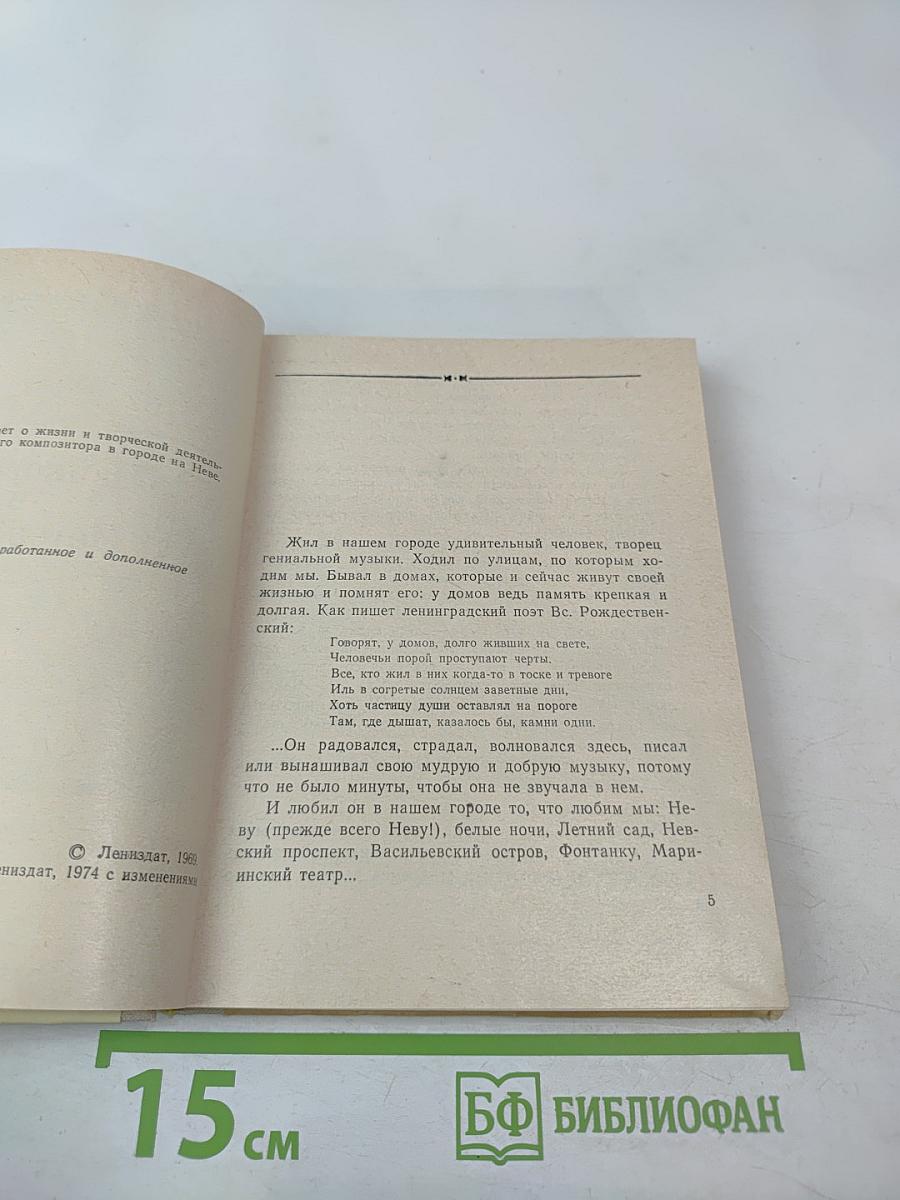 ет о жизни и творческой деятель-
го композитора в городе на Неве.
работанное и дополненное
© Лениздат, 1969
низдат, 1974 с изменениями
Жил в нашем городе удивительный человек, творец
гениальной музыки. Ходил по улицам, по которым хо-
дим мы. Бывал в домах, которые и сейчас живут своей
жизнью и помнят его: у домов ведь память крепкая и
долгая. Как пишет ленинградский поэт Вс. Рождествен-
ский:
Говорят, у домов, долго живших на свете,
Человечьи порой проступают черты.
Все, кто жил в них когда-то в тоске и тревоге
Иль в согретые солнцем заветные дни,
Хоть частицу души оставлял на пороге
Там, где дышат, казалось бы, камни одни.
...Он радовался, страдал, волновался здесь, писал
или вынашивал свою мудрую и добрую музыку, потому
что не было минуты, чтобы она не звучала в нем.
И любил он в нашем городе то, что любим мы: Не-
ву (прежде всего Неву!), белые ночи, Летний сад, Нев-
ский проспект, Васильевский остров, Фонтанку, Мари-
инский театр...
5
15 см
БФ БИБЛИОФАН